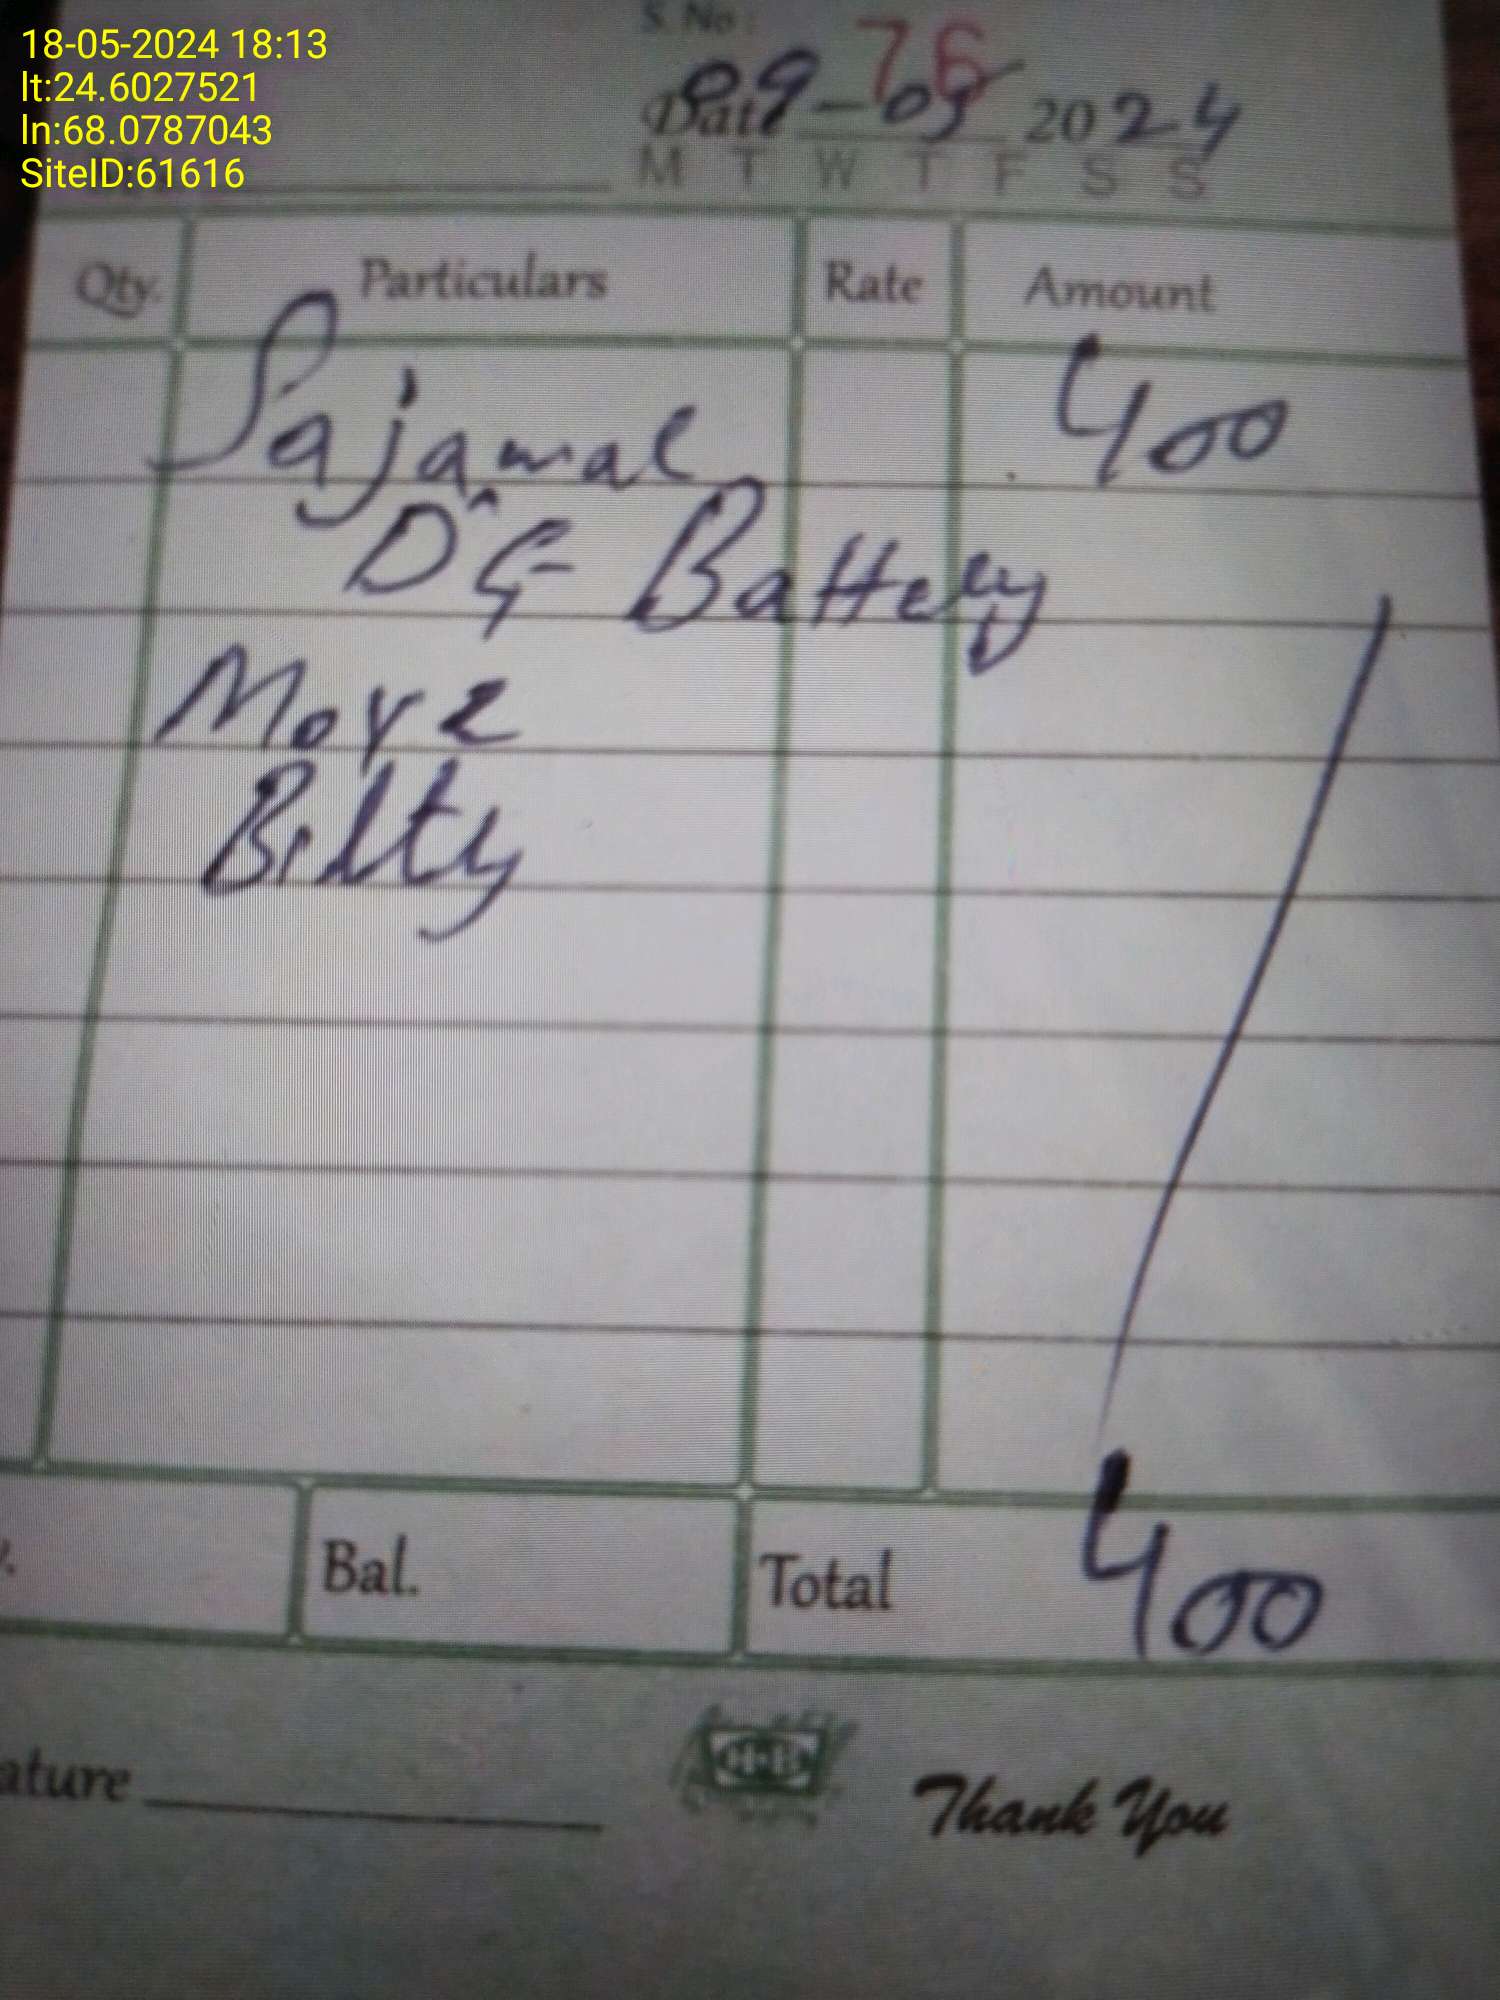 18-05-2024 18:13
lt:24.6027521
ln:68.0787043
SiteID:61616
S. No : 76
Date 09-05 2024
M T W T F S S
Qty. Particulars Rate Amount
Sajawal 400
DG Battery
Move
Bilty
Bal. Total 400
ature
Thank You